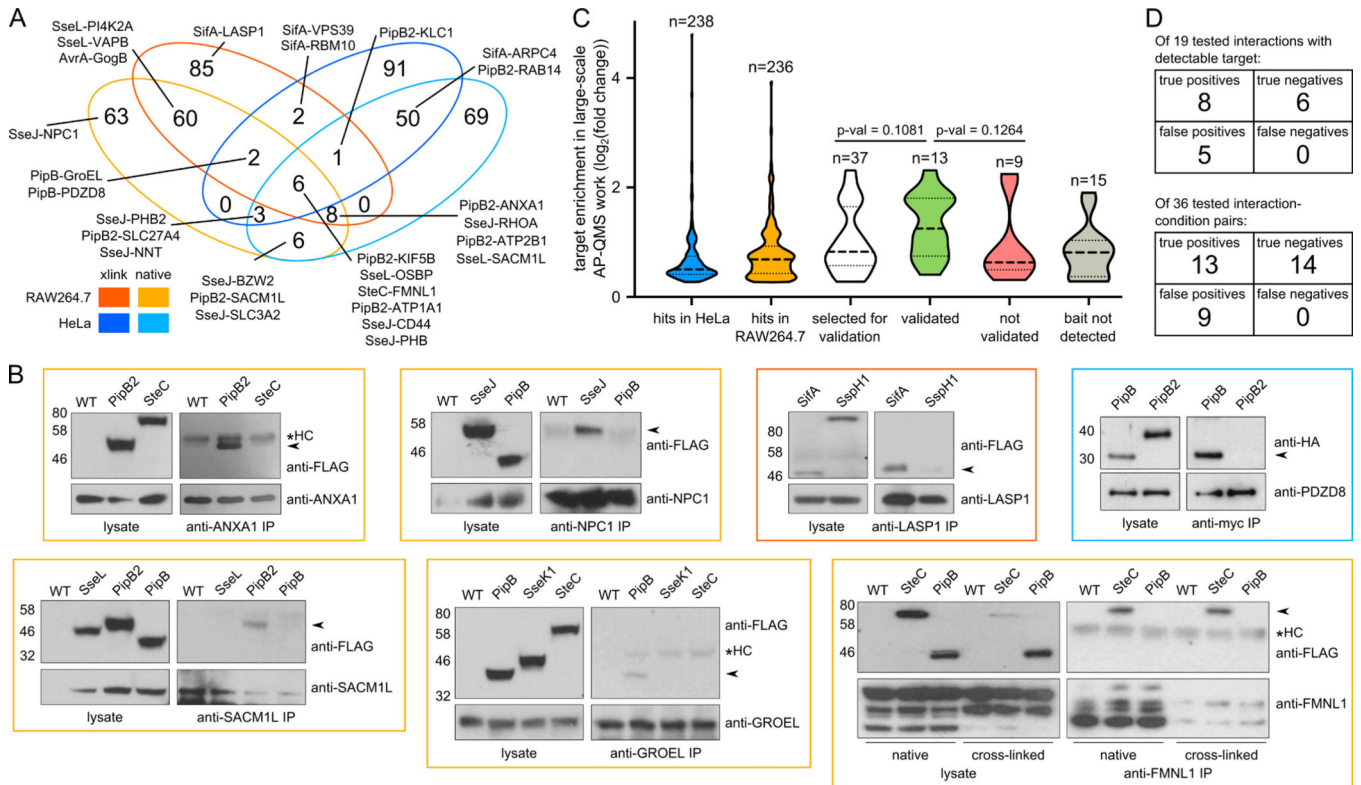 A
SseL-PI4K2A
SseL-VAPB
AvrA-GogB
SifA-LASP1
SifA-VPS39
SifA-RBM10
PipB2-KLC1
SifA-ARPC4
PipB2-RAB14
85
91
63
60
2
50
69
SseJ-NPC1
2
1
PipB-GroEL
PipB-PDZD8
6
0
3
8
0
6
SseJ-PHB2
PipB2-SLC27A4
SseJ-NNT
PipB2-ANXA1
SseJ-RHOA
PipB2-ATP2B1
SseL-SACM1L
SseJ-BZW2
PipB2-SACM1L
SseJ-SLC3A2
PipB2-KIF5B
SseL-OSBP
SteC-FMNL1
PipB2-ATP1A1
SseJ-CD44
SseJ-PHB
xlink native
RAW264.7
HeLa
C
target enrichment in large-scale
AP-QMS work (log2(fold change))
4
2
0
n=238
n=236
p-val = 0.1081
p-val = 0.1264
n=37
n=13
n=9
n=15
hits in HeLa
hits in
RAW264.7
selected for
validation
validated
not
validated
bait not
detected
D
Of 19 tested interactions with
detectable target:
true positives
8
true negatives
6
false positives
5
false negatives
0
Of 36 tested interaction-
condition pairs:
true positives
13
true negatives
14
false positives
9
false negatives
0
B
WT PipB2 SteC WT PipB2 SteC
80
58
46
*HC
anti-FLAG
anti-ANXA1
lysate anti-ANXA1 IP
WT SseJ PipB WT SseJ PipB
58
46
anti-FLAG
anti-NPC1
lysate anti-NPC1 IP
SifA SspH1 SifA SspH1
80
58
46
anti-FLAG
anti-LASP1
lysate anti-LASP1 IP
PipB PipB2 PipB PipB2
40
30
anti-HA
anti-PDZD8
lysate anti-myc IP
WT SseL PipB2 PipB WT SseL PipB2 PipB
58
46
32
anti-FLAG
anti-SACM1L
lysate anti-SACM1L IP
WT PipB SseK1 SteC WT PipB SseK1 SteC
80
58
46
32
anti-FLAG
*HC
anti-GROEL
lysate anti-GROEL IP
WT SteC PipB WT SteC PipB WT SteC PipB WT SteC PipB
80
58
46
*HC
anti-FLAG
anti-FMNL1
native cross-linked native cross-linked
lysate anti-FMNL1 IP